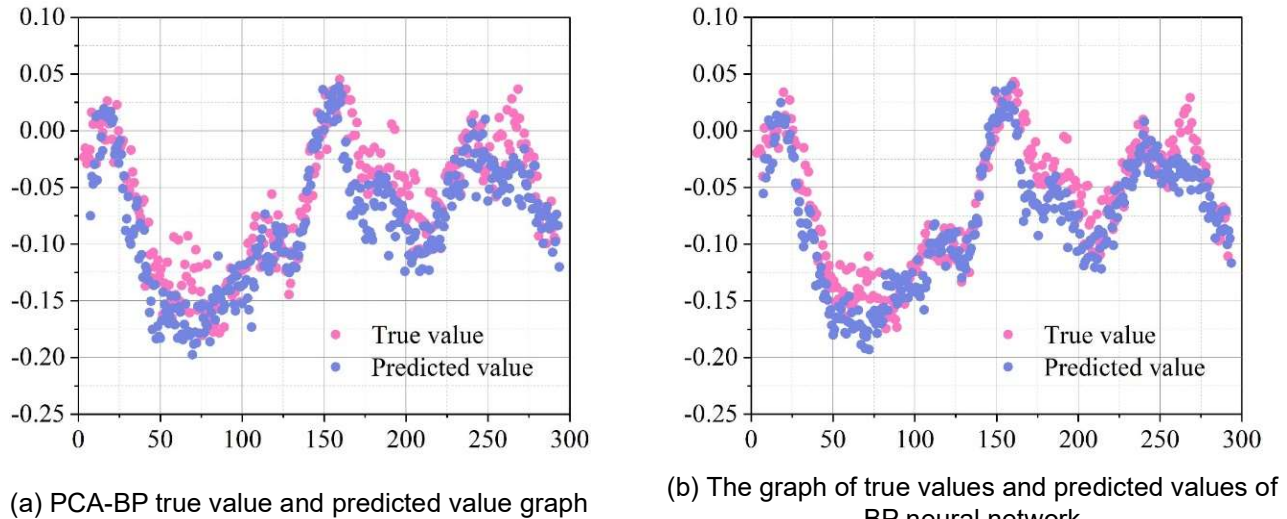 0.10
0.05
0.00
-0.05
-0.10
-0.15
-0.20
-0.25
0 50 100 150 200 250 300
True value
Predicted value
(a) PCA-BP true value and predicted value graph
0.10
0.05
0.00
-0.05
-0.10
-0.15
-0.20
-0.25
0 50 100 150 200 250 300
True value
Predicted value
(b) The graph of true values and predicted values of
BP neural network